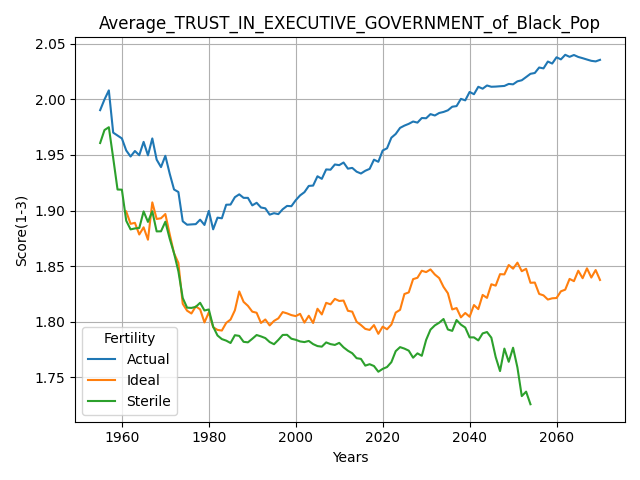 Average_TRUST_IN_EXECUTIVE_GOVERNMENT_of_Black_Pop
2.05
2.00
1.95
1.90
1.85
1.80
1.75
Score(1-3)
Fertility
Actual
Ideal
Sterile
1960 1980 2000 2020 2040 2060
Years